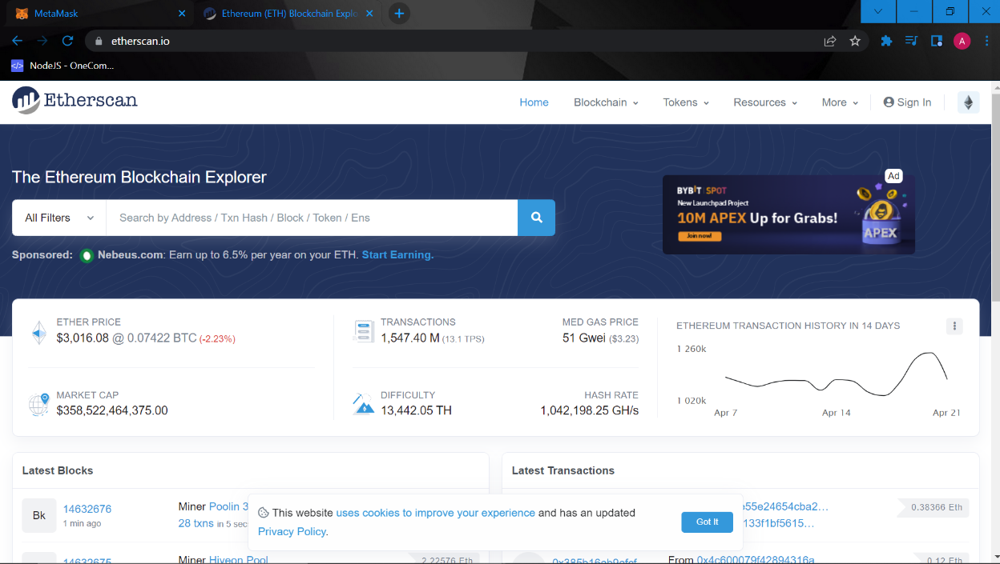 MetaMask
Ethereum (ETH) Blockchain Explo
etherscan.io
A
</> NodeJS - OneCom...
Etherscan
Home Blockchain Tokens Resources More Sign In
The Ethereum Blockchain Explorer
Ad
BYBIT SPOT
New Launchpad Project
10M APEX Up for Grabs!
Join now!
APEX
All Filters Search by Address / Txn Hash / Block / Token / Ens
Sponsored: Nebeus.com: Earn up to 6.5% per year on your ETH. Start Earning.
ETHER PRICE
$3,016.08 @ 0.07422 BTC (-2.23%)
TRANSACTIONS
1,547.40 M (13.1 TPS)
MED GAS PRICE
51 Gwei ($3.23)
MARKET CAP
$358,522,464,375.00
DIFFICULTY
13,442.05 TH
HASH RATE
1,042,198.25 GH/s
ETHEREUM TRANSACTION HISTORY IN 14 DAYS
1 260k
1 020k
Apr 7 Apr 14 Apr 21
Latest Blocks
Bk 14632676 Miner Poolin 3
1 min ago 28 txns in 5 sec
14632675 Miner Hiveon Pool 2.22576 Eth
Latest Transactions
55e24654cba2... 0.38366 Eth
133f1bf5615...
From 0x4c600079f42894316a 0.12 Eth
This website uses cookies to improve your experience and has an updated
Privacy Policy.
Got It